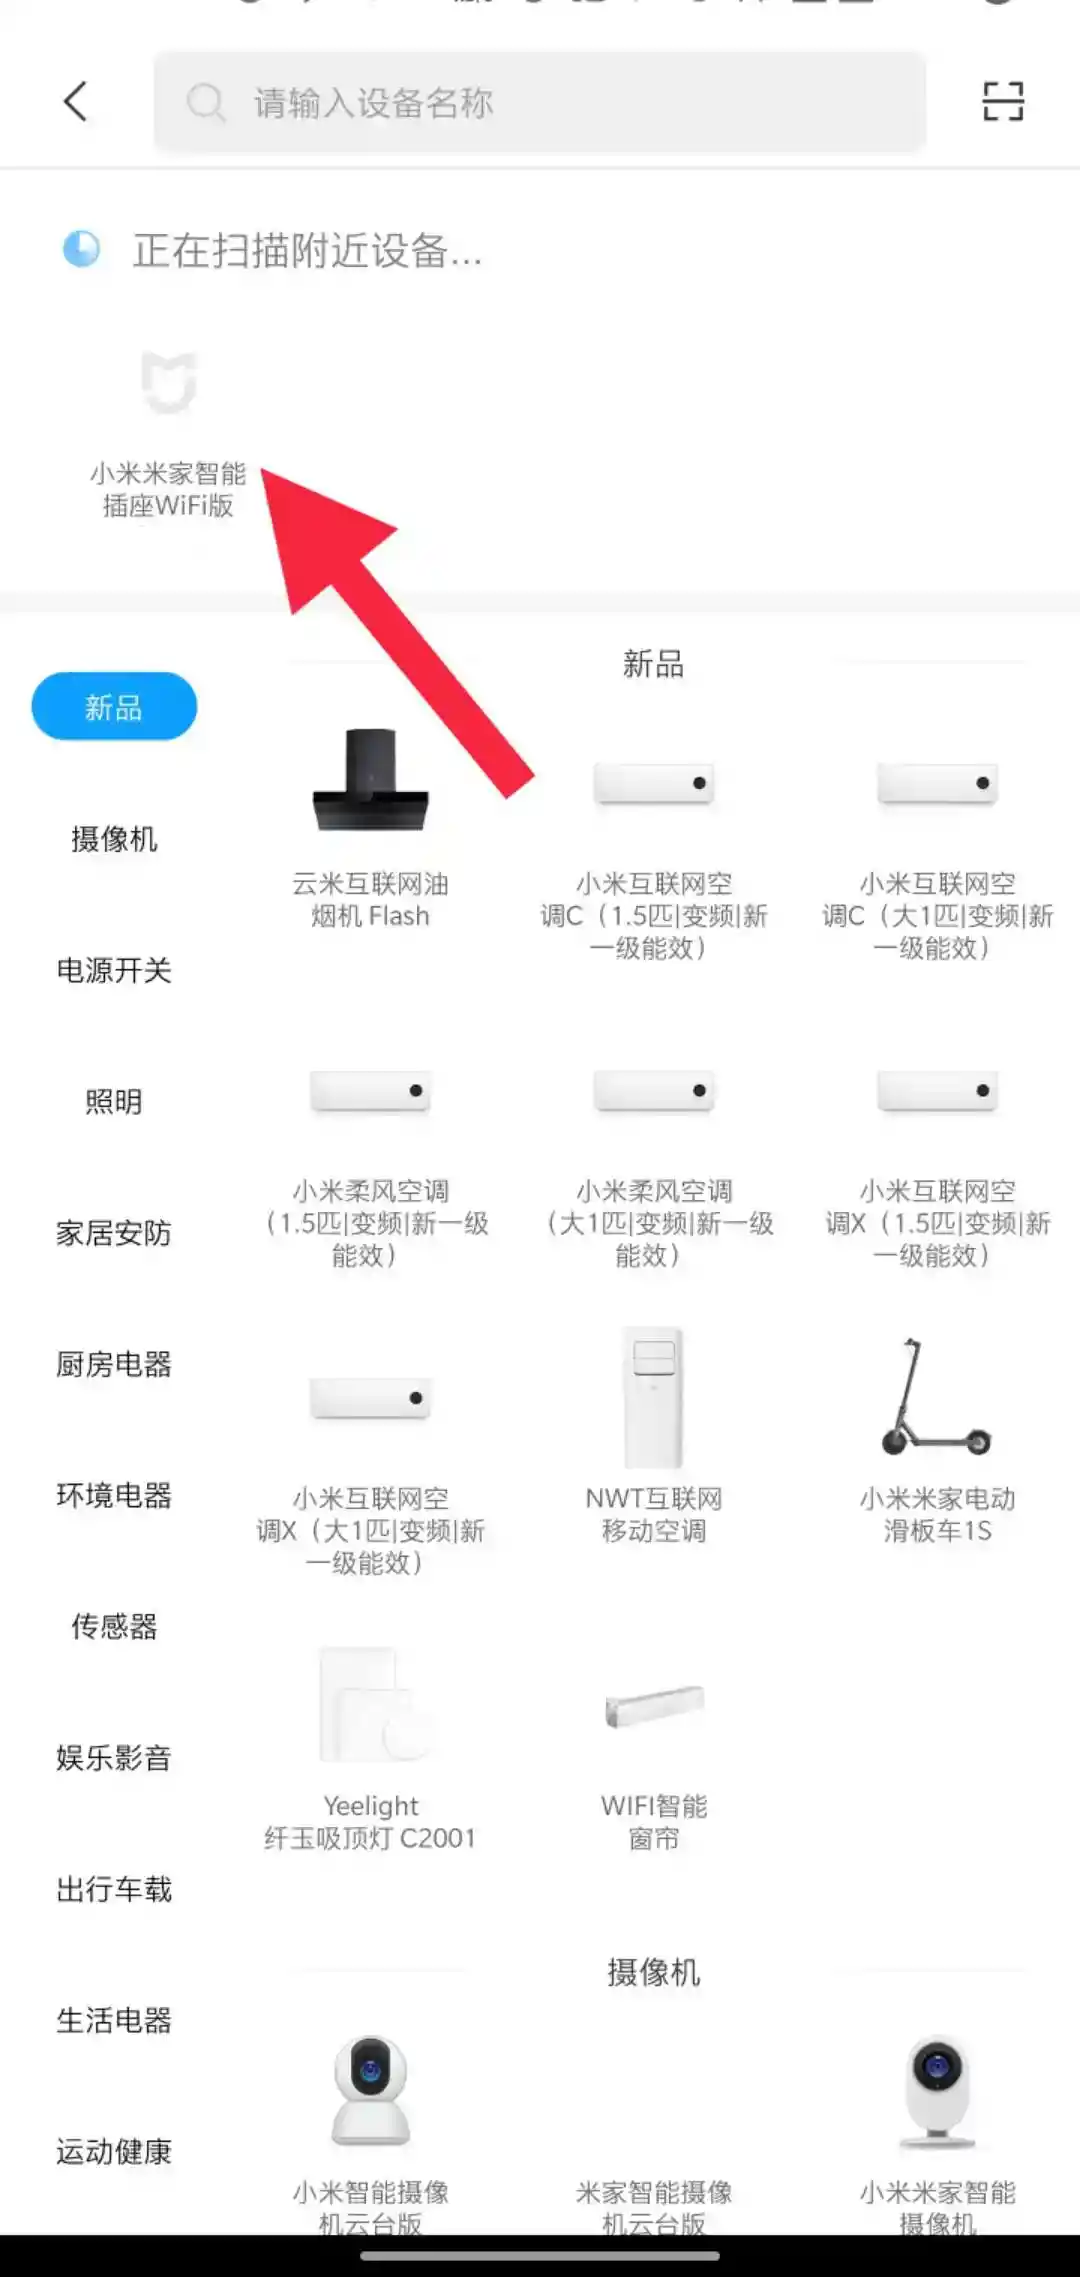 请输入设备名称
正在扫描附近设备...
小米米家智能
插座WiFi版
新品
新品
摄像机
电源开关
照明
家居安防
厨房电器
环境电器
传感器
娱乐影音
出行车载
生活电器
运动健康
云米互联网油
烟机 Flash
小米互联网空
调C（1.5匹|变频|新
一级能效）
小米互联网空
调C（大1匹|变频|新
一级能效）
小米柔风空调
（1.5匹|变频|新一级
能效）
小米柔风空调
（大1匹|变频|新一级
能效）
小米互联网空
调X（1.5匹|变频|新
一级能效）
小米互联网空
调X（大1匹|变频|新
一级能效）
NWT互联网
移动空调
小米米家电动
滑板车1S
Yeelight
纤玉吸顶灯 C2001
WIFI智能
窗帘
摄像机
小米智能摄像
机云台版
米家智能摄像
机云台版
小米米家智能
摄像机